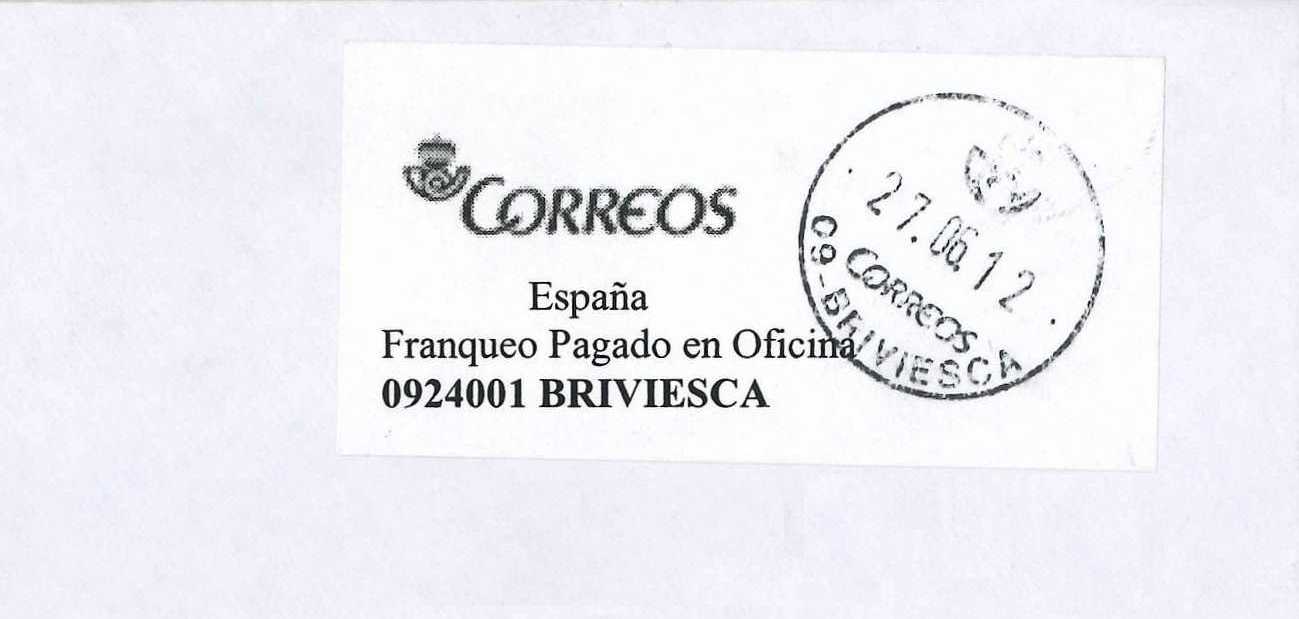 CORREOS
España
Franqueo Pagado en Oficina
0924001 BRIVIESCA
27.06.12
CORREOS
09-BRIVIESCA